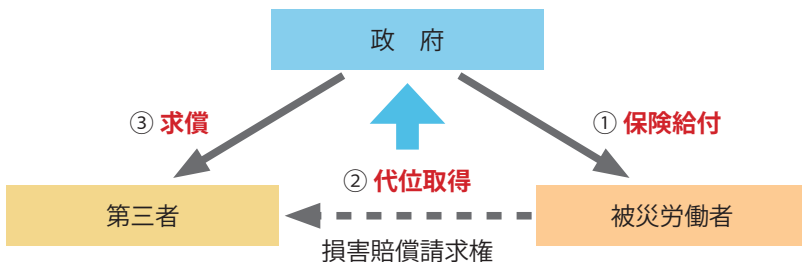 政　府
③ 求償
① 保険給付
② 代位取得
第三者
被災労働者
損害賠償請求権